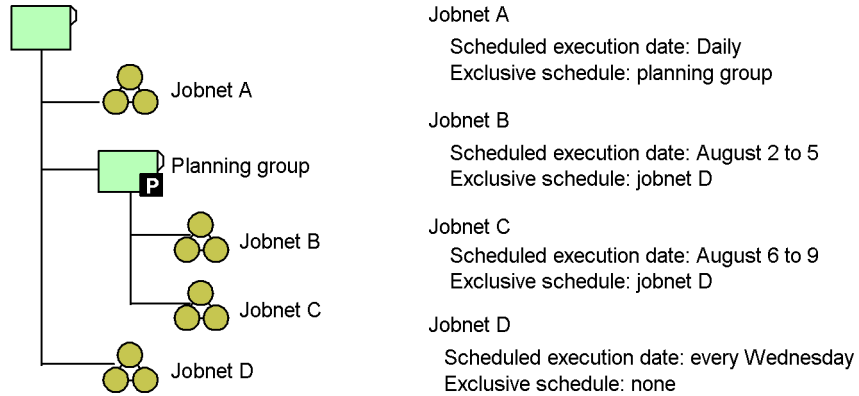 Jobnet A
Planning group
P
Jobnet B
Jobnet C
Jobnet D
Jobnet A
Scheduled execution date: Daily
Exclusive schedule: planning group
Jobnet B
Scheduled execution date: August 2 to 5
Exclusive schedule: jobnet D
Jobnet C
Scheduled execution date: August 6 to 9
Exclusive schedule: jobnet D
Jobnet D
Scheduled execution date: every Wednesday
Exclusive schedule: none